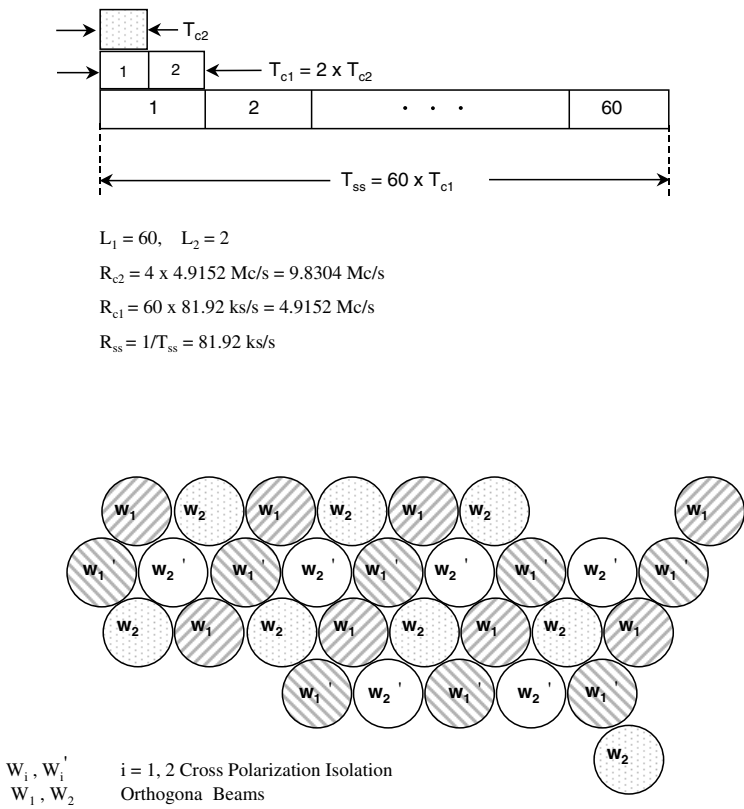 T_c2
1 2 T_c1 = 2 x T_c2
1 2 · · · 60
T_ss = 60 x T_c1
L_1 = 60, L_2 = 2
R_c2 = 4 x 4.9152 Mc/s = 9.8304 Mc/s
R_c1 = 60 x 81.92 ks/s = 4.9152 Mc/s
R_ss = 1/T_ss = 81.92 ks/s
w_1 w_2 w_1 w_2 w_1 w_2 w_1
w_1' w_2' w_1' w_2' w_1' w_2' w_1' w_2' w_1'
w_2 w_1 w_2 w_1 w_2 w_1 w_2 w_1
w_1' w_2' w_1' w_2' w_1'
w_2
W_i , W_i' i = 1, 2 Cross Polarization Isolation
W_1 , W_2 Orthogona Beams